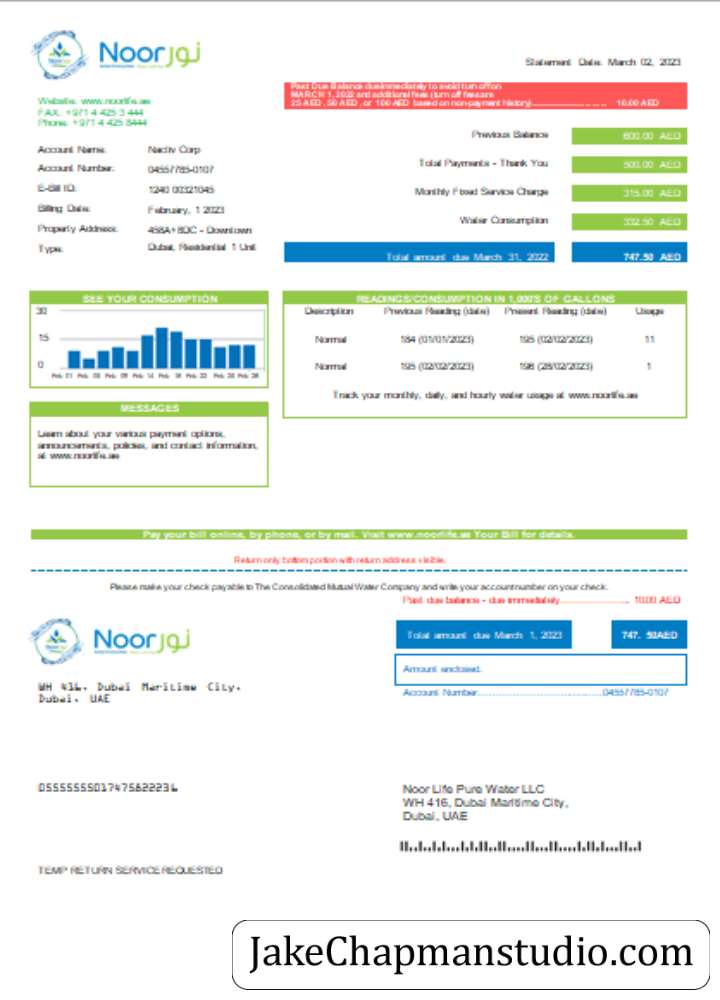 Noor نور
Statement Date: March 02, 2023
Past Due Balance due immediately to avoid turn off on
MARCH 1, 2022 and additional fees (turn off fees are
25 AED , 50 AED , or 100 AED based on non-payment history)........................ 10.00 AED
Website: www.noorlife.ae
FAX: +971 4 425 3 444
Phone: +971 4 425 8444
Previous Balance 600.00 AED
Account Name: Nactiv Corp
Total Payments - Thank You 500.00 AED
Account Number: 04557785-0107
E-Bill ID: 1240 00321045
Monthly Fixed Service Charge 315.00 AED
Billing Date: February, 1 2023
Water Consumption 332.50 AED
Property Address: 458A+8DC - Downtown
Type: Dubai, Residential 1 Unit
Total amount due March 31, 2022 747.50 AED
SEE YOUR CONSUMPTION
30
15
0
Feb. 01 Feb. 03 Feb. 06 Feb. 09 Feb. 14 Feb. 16 Feb. 18 Feb. 22 Feb. 26 Feb. 28
READINGS/CONSUMPTION IN 1,000'S OF GALLONS
Description Previous Reading (date) Present Reading (date) Usage
Normal 184 (01/01/2023) 195 (02/02/2023) 11
Normal 195 (02/02/2023) 196 (28/02/2023) 1
Track your monthly, daily, and hourly water usage at www.noorlife.ae
MESSAGES
Learn about your various payment options,
announcements, policies, and contact information,
at www.noorlife.ae
Pay your bill online, by phone, or by mail. Visit www.noorlife.ae Your Bill for details.
Return only bottom portion with return address visible.
Please make your check payable to The Consolidated Mutual Water Company and write your account number on your check.
Past due balance - due immediately........................ 10.00 AED
Noor نور
Total amount due March 1, 2023 747. 50AED
Amount enclosed.
WH 416, Dubai Maritime City,
Dubai, UAE
Account Number..........................................04557785-0107
05555555017475822236
Noor Life Pure Water LLC
WH 416, Dubai Maritime City,
Dubai, UAE
TEMP RETURN SERVICE REQUESTED
JakeChapmanstudio.com